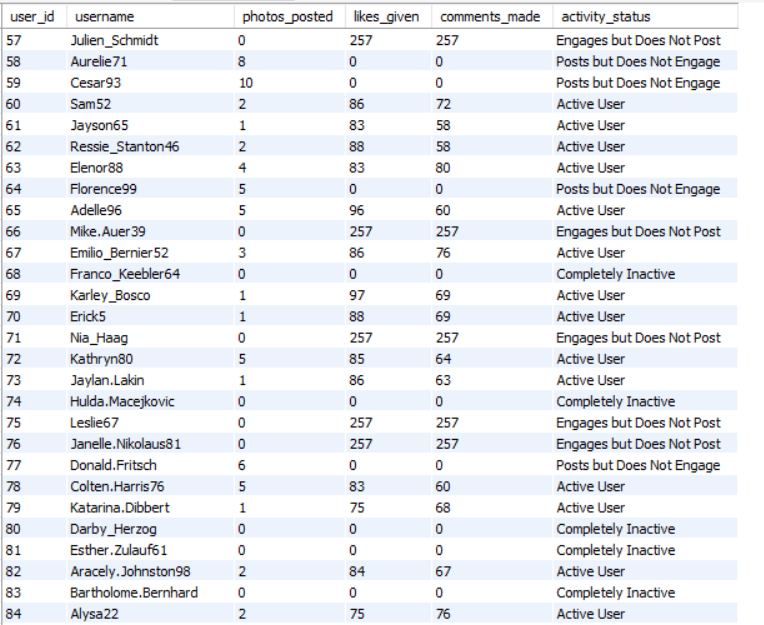 user_id username photos_posted likes_given comments_made activity_status
57 Julien_Schmidt 0 257 257 Engages but Does Not Post
58 Aurelie71 8 0 0 Posts but Does Not Engage
59 Cesar93 10 0 0 Posts but Does Not Engage
60 Sam52 2 86 72 Active User
61 Jayson65 1 83 58 Active User
62 Ressie_Stanton46 2 88 58 Active User
63 Elenor88 4 83 80 Active User
64 Florence99 5 0 0 Posts but Does Not Engage
65 Adelle96 5 96 60 Active User
66 Mike.Auer39 0 257 257 Engages but Does Not Post
67 Emilio_Bernier52 3 86 76 Active User
68 Franco_Keebler64 0 0 0 Completely Inactive
69 Karley_Bosco 1 97 69 Active User
70 Erick5 1 88 69 Active User
71 Nia_Haag 0 257 257 Engages but Does Not Post
72 Kathryn80 5 85 64 Active User
73 Jaylan.Lakin 1 86 63 Active User
74 Hulda.Macejkovic 0 0 0 Completely Inactive
75 Leslie67 0 257 257 Engages but Does Not Post
76 Janelle.Nikolaus81 0 257 257 Engages but Does Not Post
77 Donald.Fritsch 6 0 0 Posts but Does Not Engage
78 Colten.Harris76 5 83 60 Active User
79 Katarina.Dibbert 1 75 68 Active User
80 Darby_Herzog 0 0 0 Completely Inactive
81 Esther.Zulauf61 0 0 0 Completely Inactive
82 Aracely.Johnston98 2 84 67 Active User
83 Bartholome.Bernhard 0 0 0 Completely Inactive
84 Alysa22 2 75 76 Active User